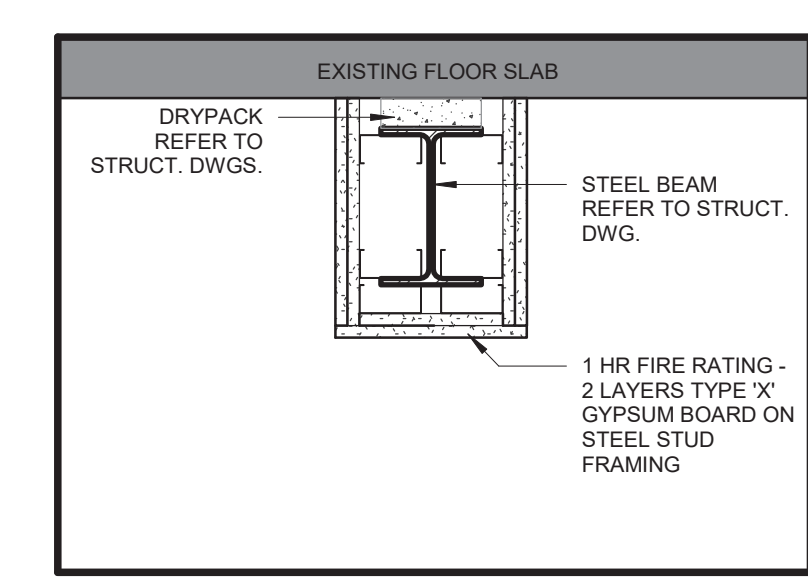 EXISTING FLOOR SLAB
DRYPACK
REFER TO
STRUCT. DWGS.
STEEL BEAM
REFER TO STRUCT.
DWG.
1 HR FIRE RATING -
2 LAYERS TYPE 'X'
GYPSUM BOARD ON
STEEL STUD
FRAMING